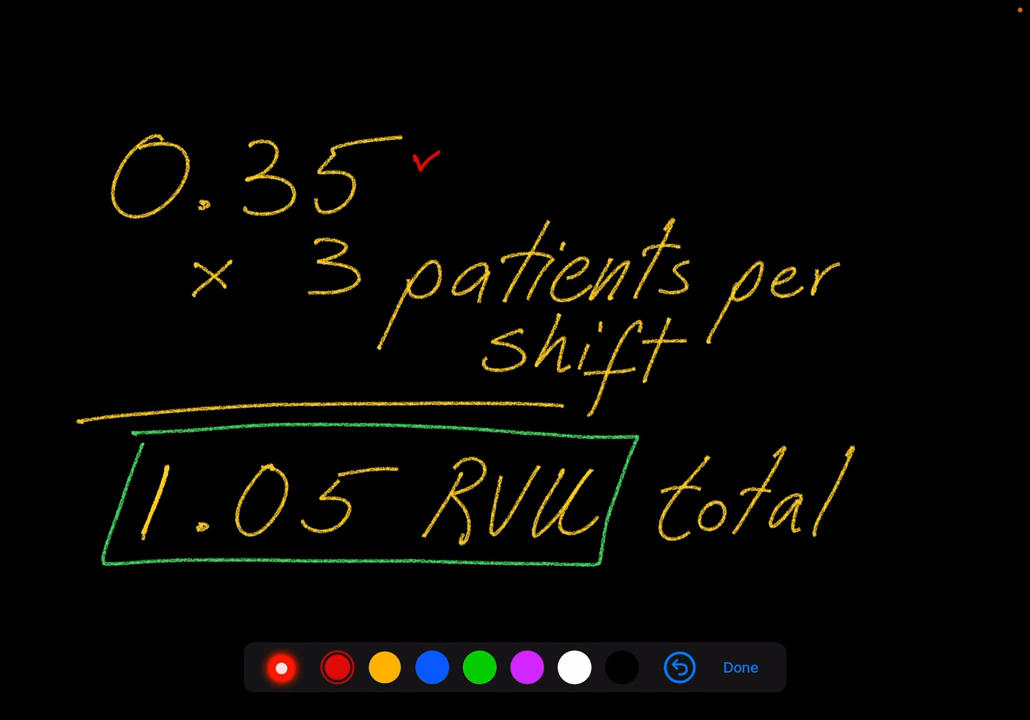 0.35 ✓
× 3 patients per
shift
1.05 RVU total
Done